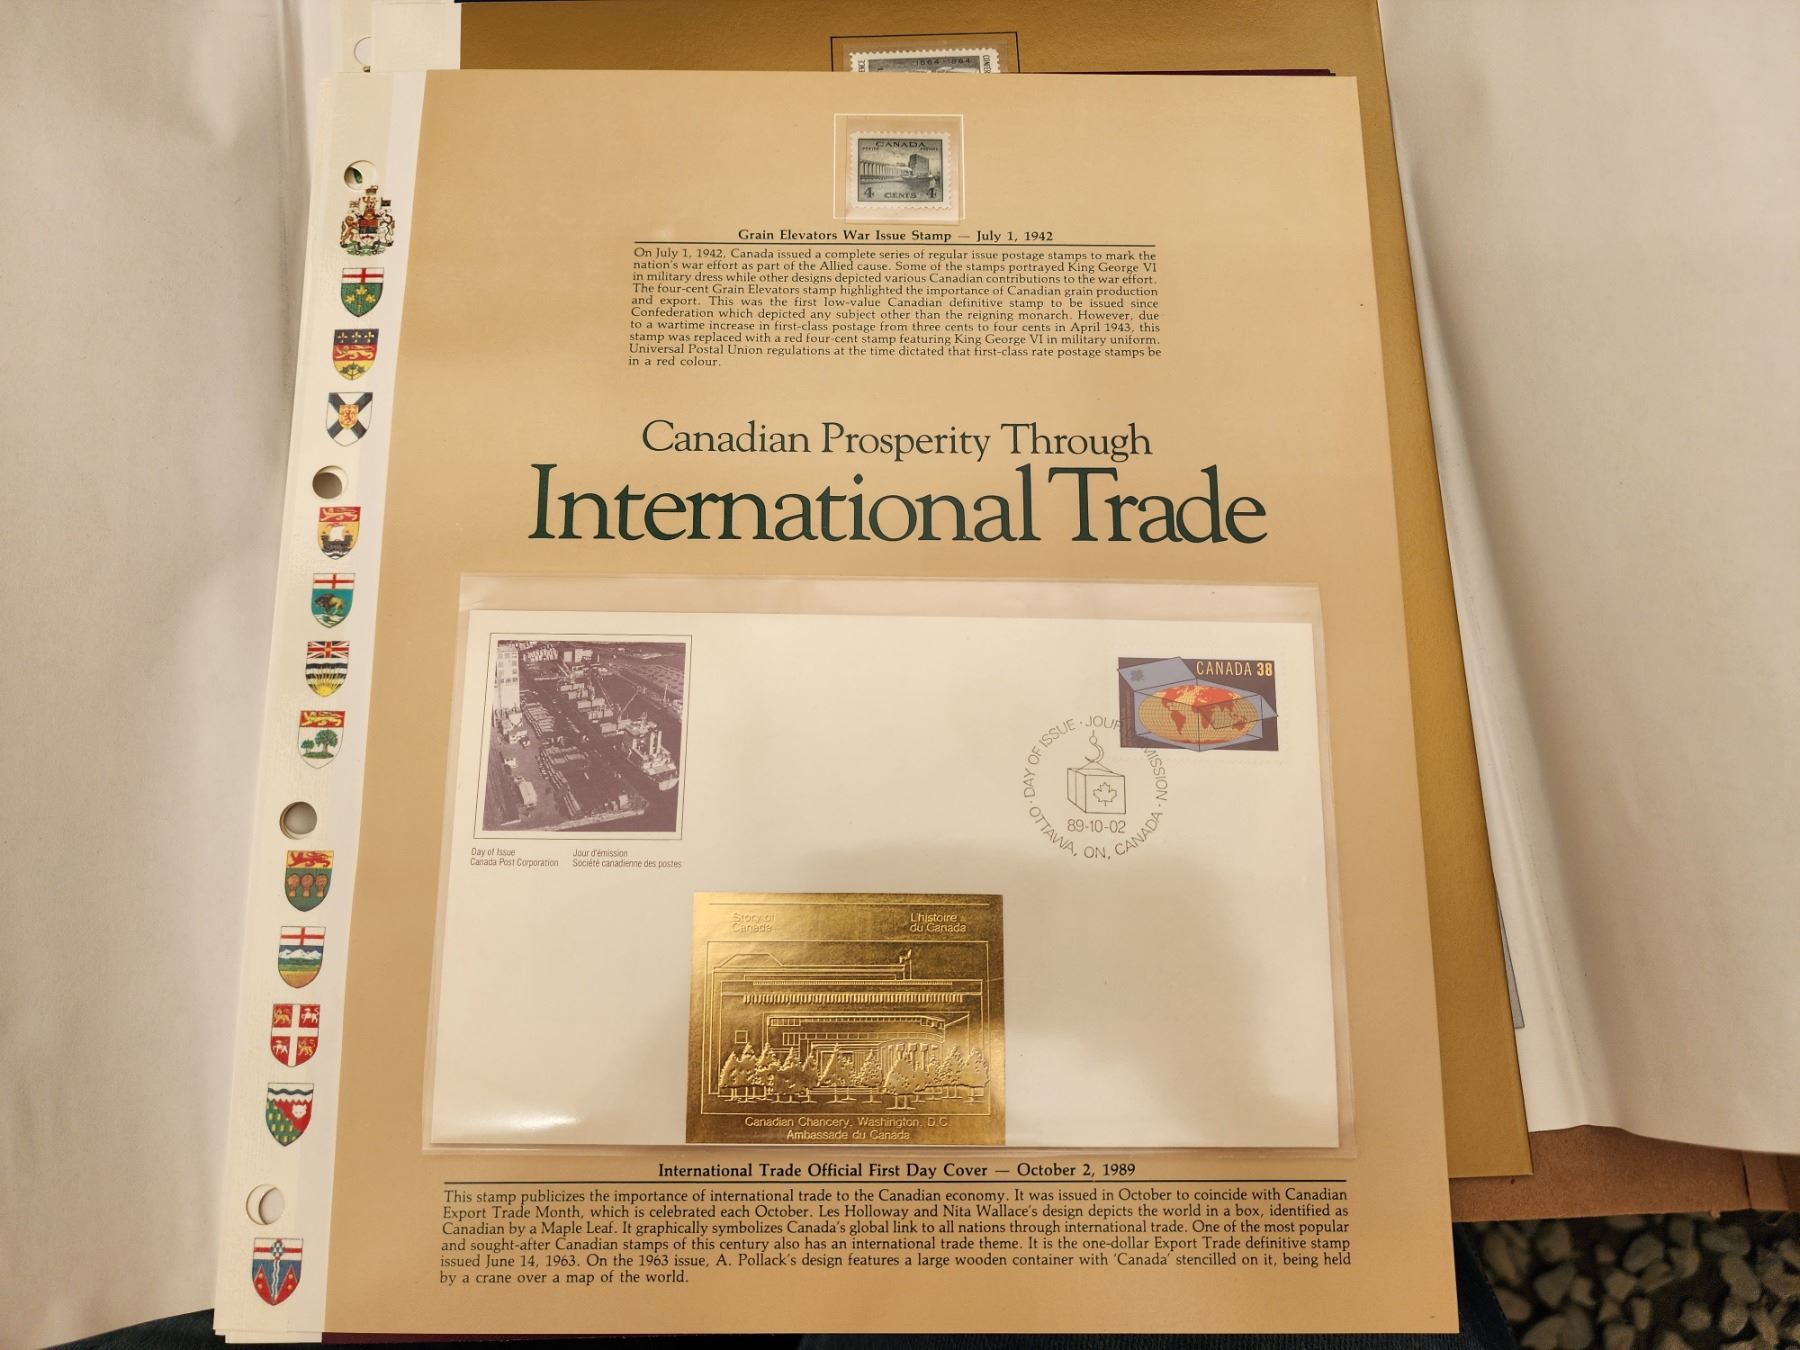 1864-1964
CANADA
POSTES POSTAGE
4 CENTS 4
Grain Elevators War Issue Stamp — July 1, 1942
On July 1, 1942, Canada issued a complete series of regular issue postage stamps to mark the
nation's war effort as part of the Allied cause. Some of the stamps portrayed King George VI
in military dress while other designs depicted various Canadian contributions to the war effort.
The four-cent Grain Elevators stamp highlighted the importance of Canadian grain production
and export. This was the first low-value Canadian definitive stamp to be issued since
Confederation which depicted any subject other than the reigning monarch. However, due
to a wartime increase in first-class postage from three cents to four cents in April 1943, this
stamp was replaced with a red four-cent stamp featuring King George VI in military uniform.
Universal Postal Union regulations at the time dictated that first-class rate postage stamps be
in a red colour.
Canadian Prosperity Through
International Trade
CANADA 38
DAY OF ISSUE · JOUR MISSION ·
89-10-02
OTTAWA, ON, CANADA
Day of Issue Jour d'émission
Canada Post Corporation Société canadienne des postes
Story of L'histoire
Canada du Canada
Canadian Chancery, Washington, D.C.
Ambassade du Canada
International Trade Official First Day Cover — October 2, 1989
This stamp publicizes the importance of international trade to the Canadian economy. It was issued in October to coincide with Canadian
Export Trade Month, which is celebrated each October. Les Holloway and Nita Wallace's design depicts the world in a box, identified as
Canadian by a Maple Leaf. It graphically symbolizes Canada's global link to all nations through international trade. One of the most popular
and sought-after Canadian stamps of this century also has an international trade theme. It is the one-dollar Export Trade definitive stamp
issued June 14, 1963. On the 1963 issue, A. Pollack's design features a large wooden container with 'Canada' stencilled on it, being held
by a crane over a map of the world.